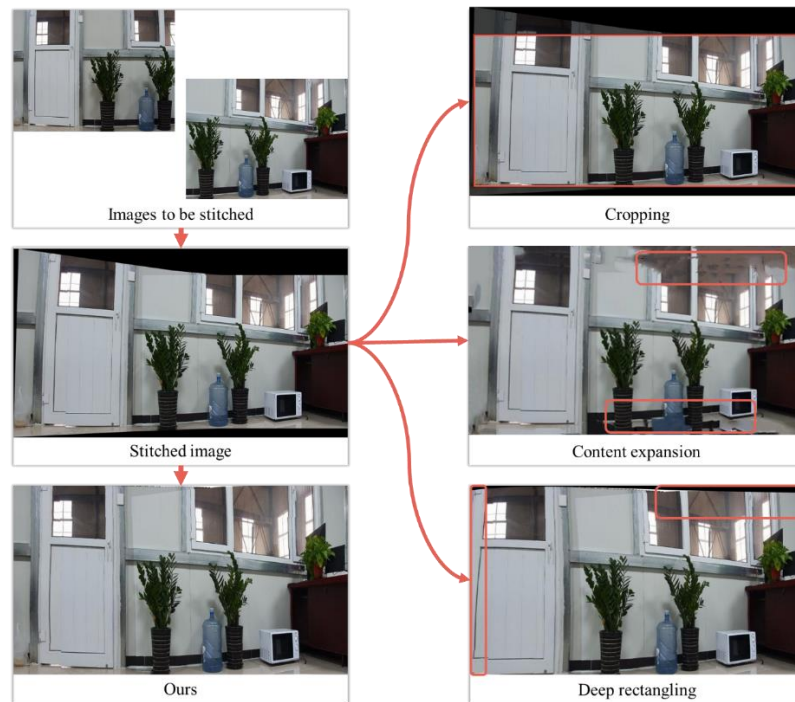 Images to be stitched
Cropping
Stitched image
Content expansion
Ours
Deep rectangling